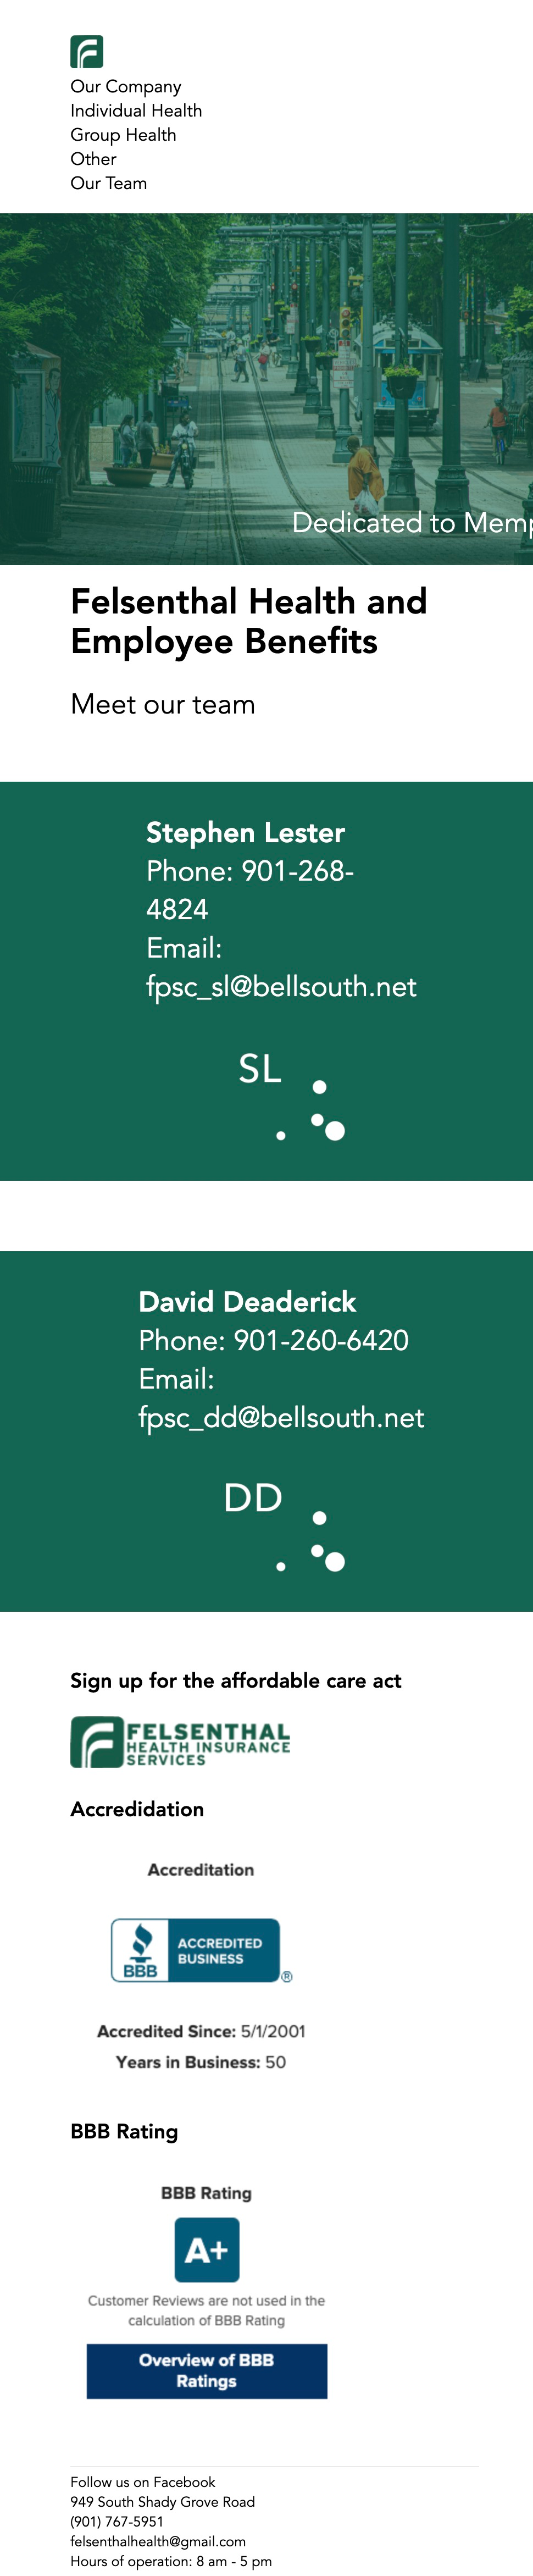 Our Company
Individual Health
Group Health
Other
Our Team
Dedicated to Memp
Felsenthal Health and
Employee Benefits
Meet our team
Stephen Lester
Phone: 901-268-
4824
Email:
fpsc_sl@bellsouth.net
SL
David Deaderick
Phone: 901-260-6420
Email:
fpsc_dd@bellsouth.net
DD
Sign up for the affordable care act
FELSENTHAL
HEALTH INSURANCE
SERVICES
Accredidation
Accreditation
BBB
ACCREDITED
BUSINESS
®
Accredited Since: 5/1/2001
Years in Business: 50
BBB Rating
BBB Rating
A+
Customer Reviews are not used in the
calculation of BBB Rating
Overview of BBB
Ratings
Follow us on Facebook
949 South Shady Grove Road
(901) 767-5951
felsenthalhealth@gmail.com
Hours of operation: 8 am - 5 pm